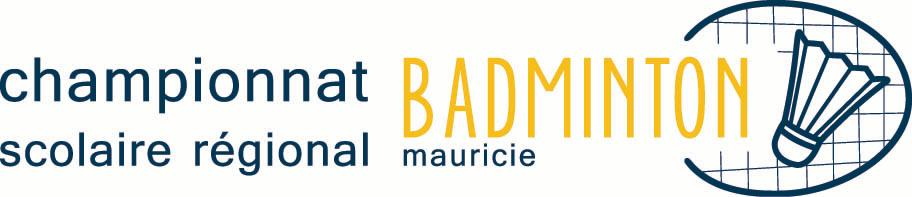 championnat
scolaire régional
BADMINTON
mauricie